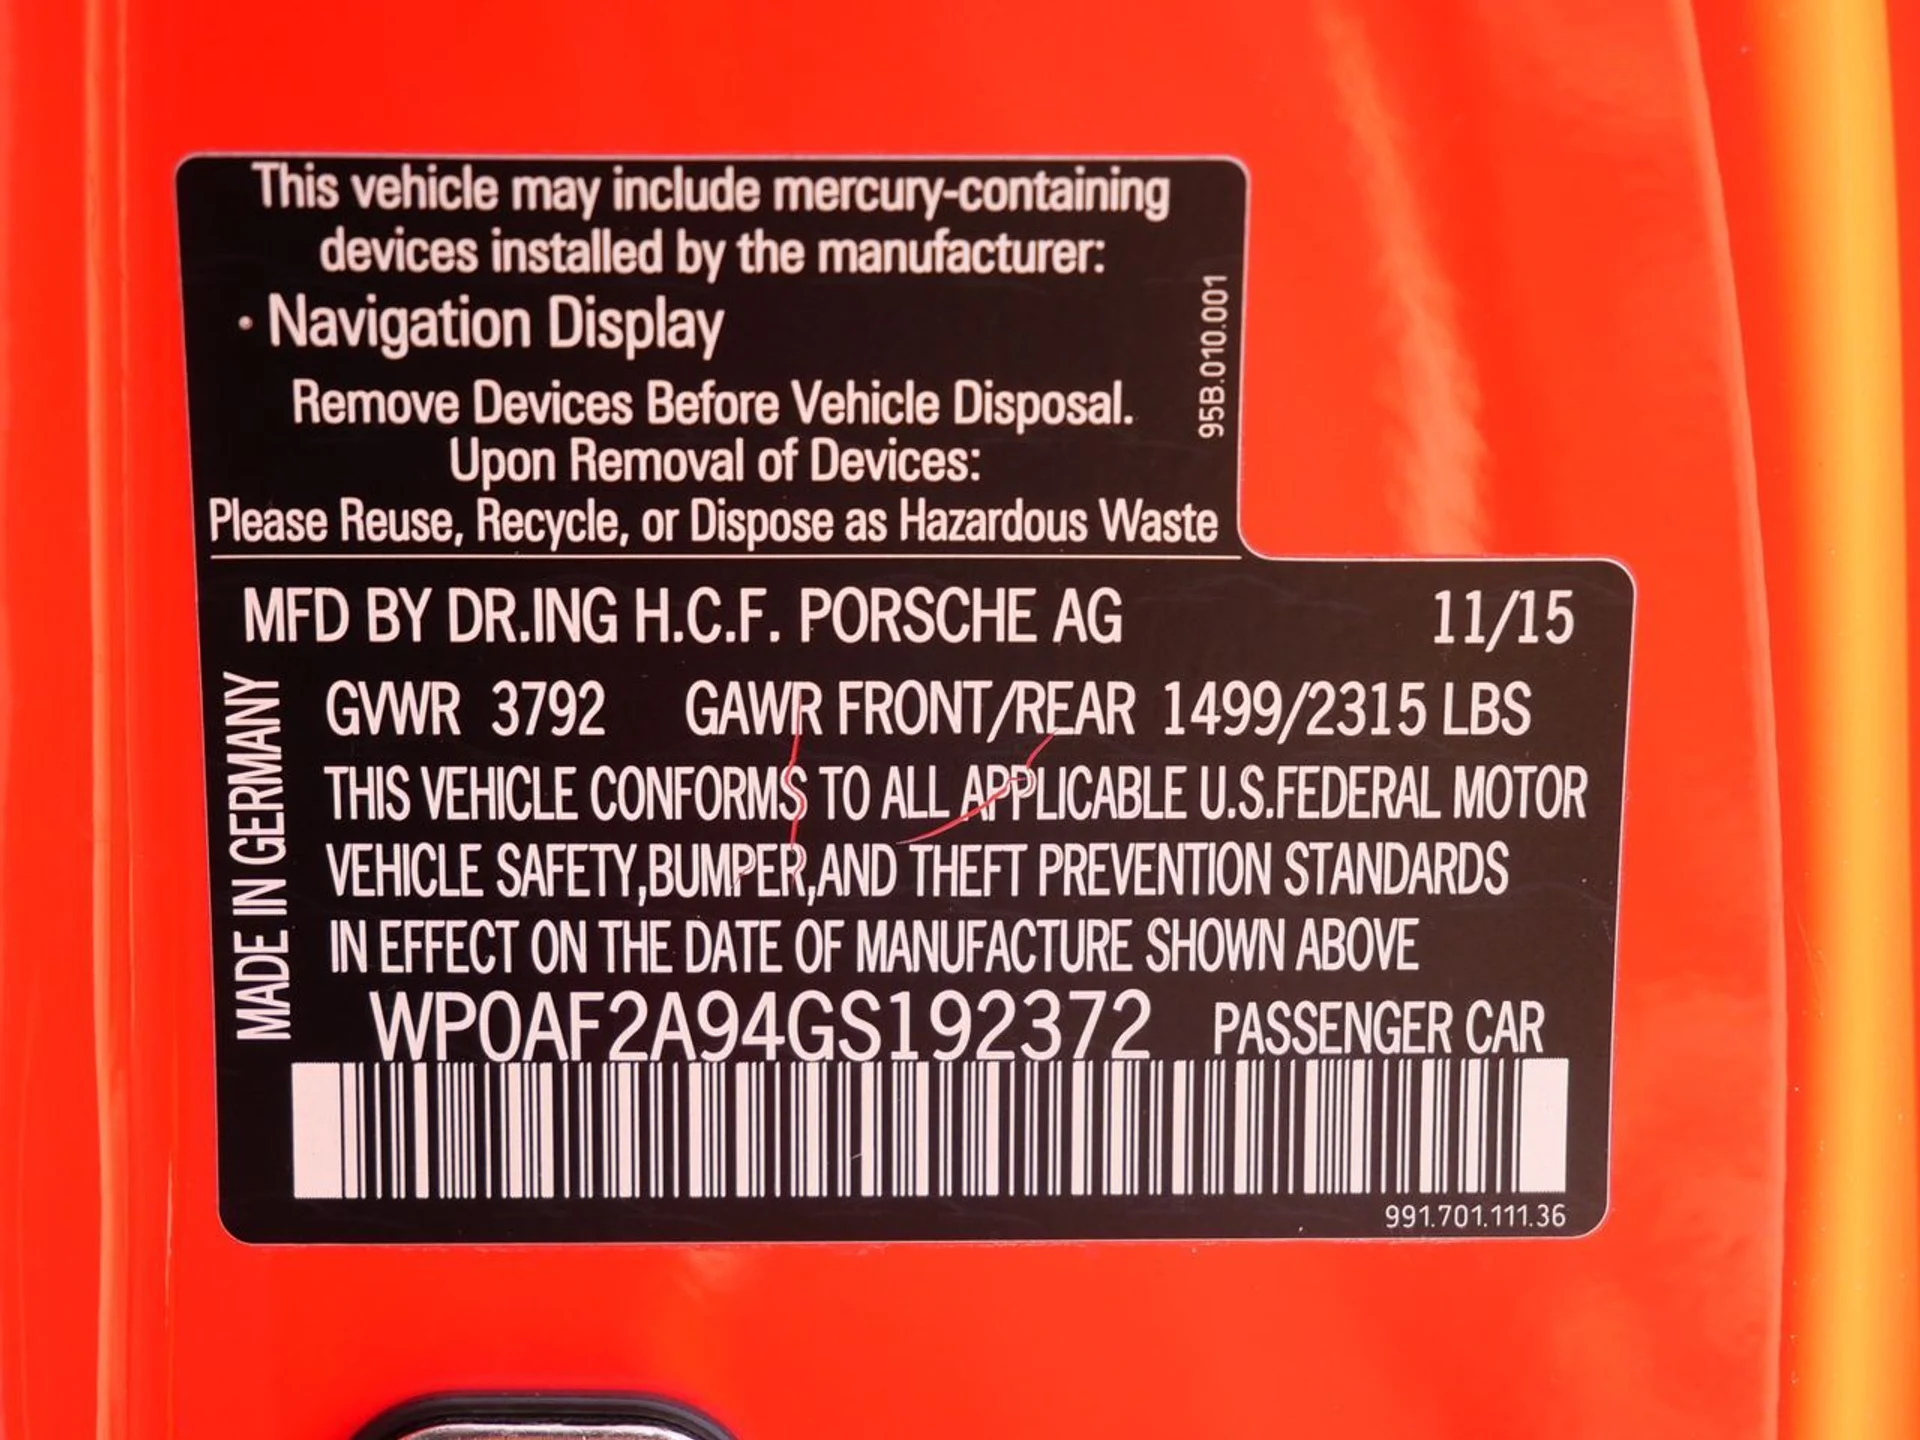 This vehicle may include mercury-containing
devices installed by the manufacturer:
· Navigation Display
Remove Devices Before Vehicle Disposal.
Upon Removal of Devices:
Please Reuse, Recycle, or Dispose as Hazardous Waste
95B.010.001
MFD BY DR.ING H.C.F. PORSCHE AG 11/15
GVWR 3792 GAWR FRONT/REAR 1499/2315 LBS
THIS VEHICLE CONFORMS TO ALL APPLICABLE U.S.FEDERAL MOTOR
VEHICLE SAFETY,BUMPER,AND THEFT PREVENTION STANDARDS
IN EFFECT ON THE DATE OF MANUFACTURE SHOWN ABOVE
MADE IN GERMANY
WP0AF2A94GS192372 PASSENGER CAR
991.701.111.36